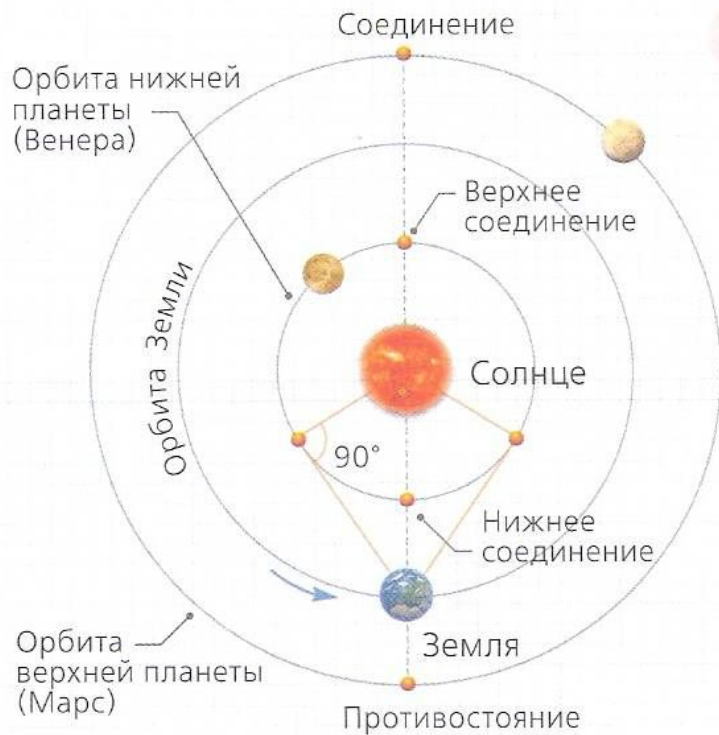 Соединение
Орбита нижней
планеты
(Венера)
Верхнее
соединение
Орбита Земли
Солнце
90°
Нижнее
соединение
Земля
Орбита
верхней планеты
(Марс)
Противостояние